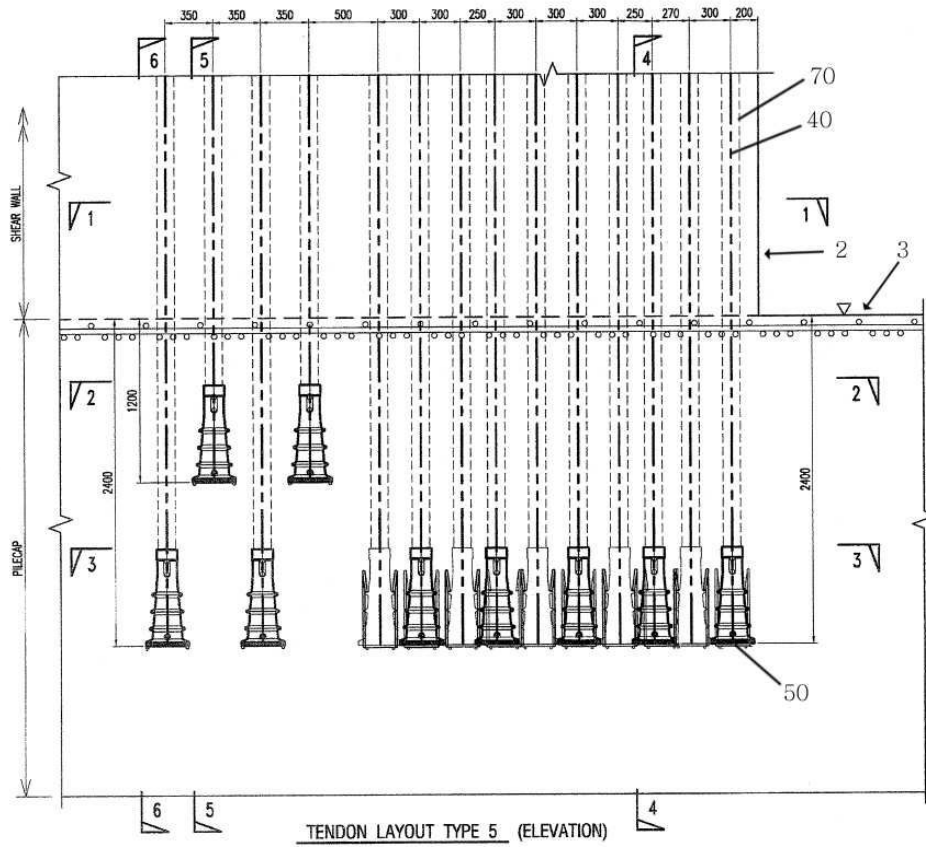 350 350 350 500 300 300 250 300 300 300 250 270 300 200
6 5 4
70
40
SHEAR WALL
1 1
2
3
2 1200 2
2400 2400
PILECAP
3 3
50
6 5 4
TENDON LAYOUT TYPE 5 (ELEVATION)